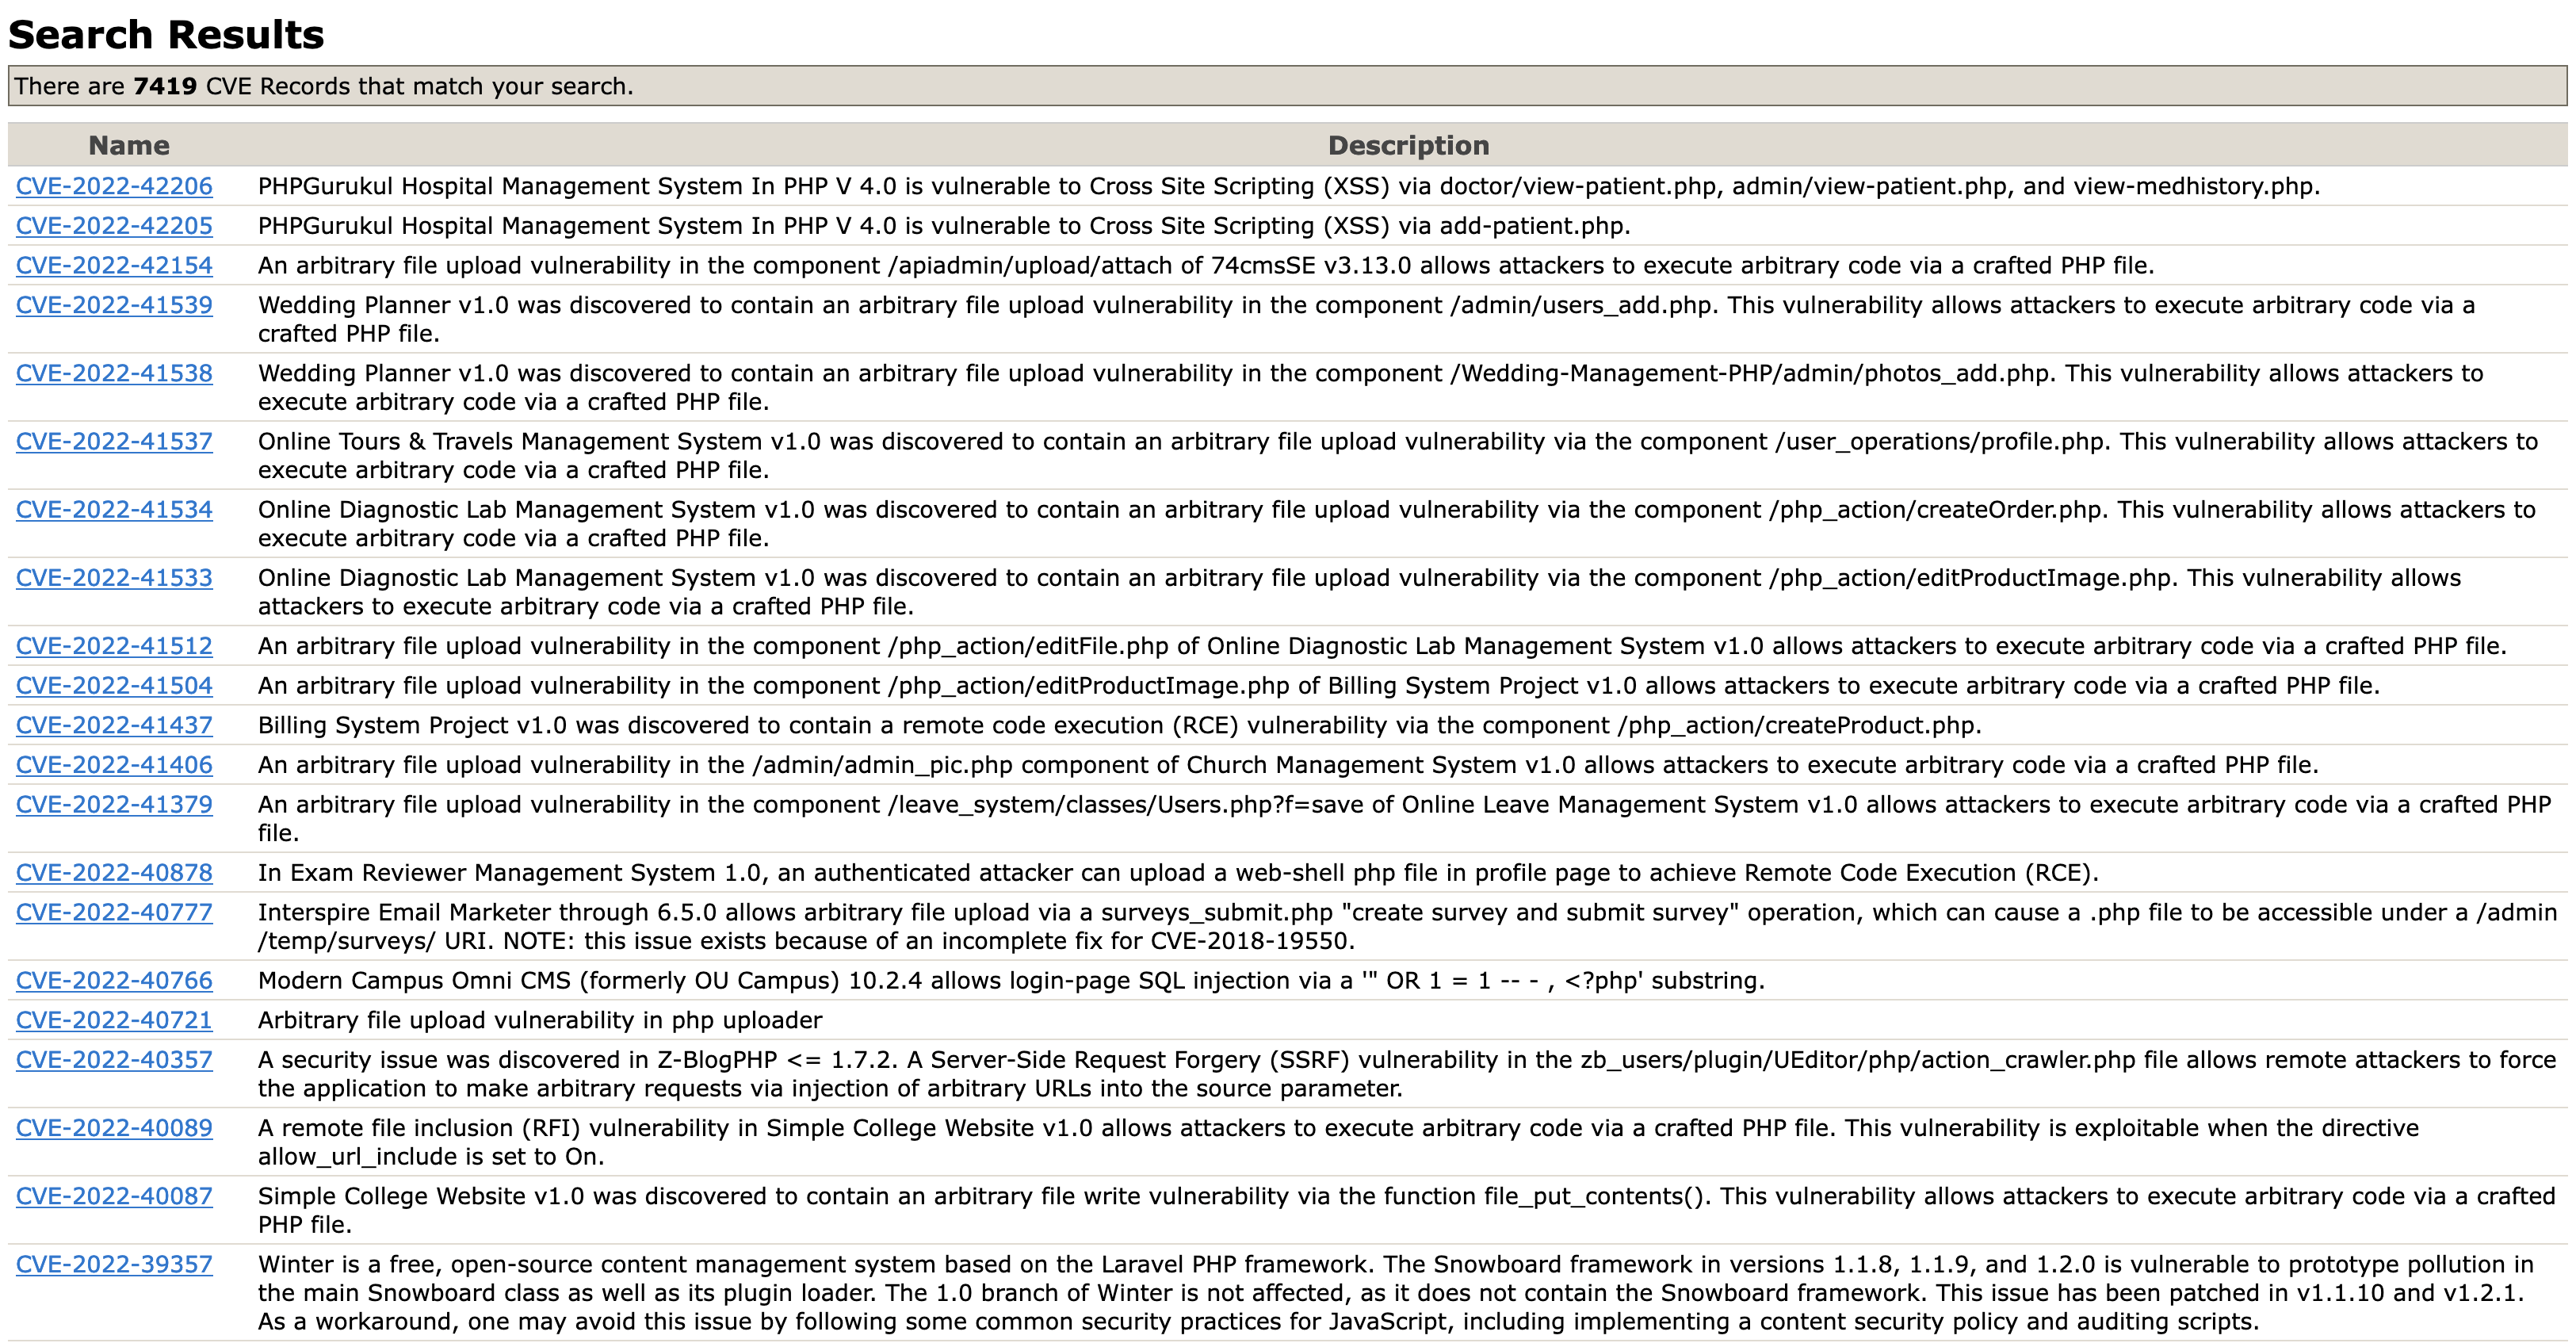 Search Results
There are 7419 CVE Records that match your search.
Name Description
CVE-2022-42206 PHPGurukul Hospital Management System In PHP V 4.0 is vulnerable to Cross Site Scripting (XSS) via doctor/view-patient.php, admin/view-patient.php, and view-medhistory.php.
CVE-2022-42205 PHPGurukul Hospital Management System In PHP V 4.0 is vulnerable to Cross Site Scripting (XSS) via add-patient.php.
CVE-2022-42154 An arbitrary file upload vulnerability in the component /apiadmin/upload/attach of 74cmsSE v3.13.0 allows attackers to execute arbitrary code via a crafted PHP file.
CVE-2022-41539 Wedding Planner v1.0 was discovered to contain an arbitrary file upload vulnerability in the component /admin/users_add.php. This vulnerability allows attackers to execute arbitrary code via a
crafted PHP file.
CVE-2022-41538 Wedding Planner v1.0 was discovered to contain an arbitrary file upload vulnerability in the component /Wedding-Management-PHP/admin/photos_add.php. This vulnerability allows attackers to
execute arbitrary code via a crafted PHP file.
CVE-2022-41537 Online Tours & Travels Management System v1.0 was discovered to contain an arbitrary file upload vulnerability via the component /user_operations/profile.php. This vulnerability allows attackers to
execute arbitrary code via a crafted PHP file.
CVE-2022-41534 Online Diagnostic Lab Management System v1.0 was discovered to contain an arbitrary file upload vulnerability via the component /php_action/createOrder.php. This vulnerability allows attackers to
execute arbitrary code via a crafted PHP file.
CVE-2022-41533 Online Diagnostic Lab Management System v1.0 was discovered to contain an arbitrary file upload vulnerability via the component /php_action/editProductImage.php. This vulnerability allows
attackers to execute arbitrary code via a crafted PHP file.
CVE-2022-41512 An arbitrary file upload vulnerability in the component /php_action/editFile.php of Online Diagnostic Lab Management System v1.0 allows attackers to execute arbitrary code via a crafted PHP file.
CVE-2022-41504 An arbitrary file upload vulnerability in the component /php_action/editProductImage.php of Billing System Project v1.0 allows attackers to execute arbitrary code via a crafted PHP file.
CVE-2022-41437 Billing System Project v1.0 was discovered to contain a remote code execution (RCE) vulnerability via the component /php_action/createProduct.php.
CVE-2022-41406 An arbitrary file upload vulnerability in the /admin/admin_pic.php component of Church Management System v1.0 allows attackers to execute arbitrary code via a crafted PHP file.
CVE-2022-41379 An arbitrary file upload vulnerability in the component /leave_system/classes/Users.php?f=save of Online Leave Management System v1.0 allows attackers to execute arbitrary code via a crafted PHP
file.
CVE-2022-40878 In Exam Reviewer Management System 1.0, an authenticated attacker can upload a web-shell php file in profile page to achieve Remote Code Execution (RCE).
CVE-2022-40777 Interspire Email Marketer through 6.5.0 allows arbitrary file upload via a surveys_submit.php "create survey and submit survey" operation, which can cause a .php file to be accessible under a /admin
/temp/surveys/ URI. NOTE: this issue exists because of an incomplete fix for CVE-2018-19550.
CVE-2022-40766 Modern Campus Omni CMS (formerly OU Campus) 10.2.4 allows login-page SQL injection via a '" OR 1 = 1 -- - , <?php' substring.
CVE-2022-40721 Arbitrary file upload vulnerability in php uploader
CVE-2022-40357 A security issue was discovered in Z-BlogPHP <= 1.7.2. A Server-Side Request Forgery (SSRF) vulnerability in the zb_users/plugin/UEditor/php/action_crawler.php file allows remote attackers to force
the application to make arbitrary requests via injection of arbitrary URLs into the source parameter.
CVE-2022-40089 A remote file inclusion (RFI) vulnerability in Simple College Website v1.0 allows attackers to execute arbitrary code via a crafted PHP file. This vulnerability is exploitable when the directive
allow_url_include is set to On.
CVE-2022-40087 Simple College Website v1.0 was discovered to contain an arbitrary file write vulnerability via the function file_put_contents(). This vulnerability allows attackers to execute arbitrary code via a crafted
PHP file.
CVE-2022-39357 Winter is a free, open-source content management system based on the Laravel PHP framework. The Snowboard framework in versions 1.1.8, 1.1.9, and 1.2.0 is vulnerable to prototype pollution in
the main Snowboard class as well as its plugin loader. The 1.0 branch of Winter is not affected, as it does not contain the Snowboard framework. This issue has been patched in v1.1.10 and v1.2.1.
As a workaround, one may avoid this issue by following some common security practices for JavaScript, including implementing a content security policy and auditing scripts.